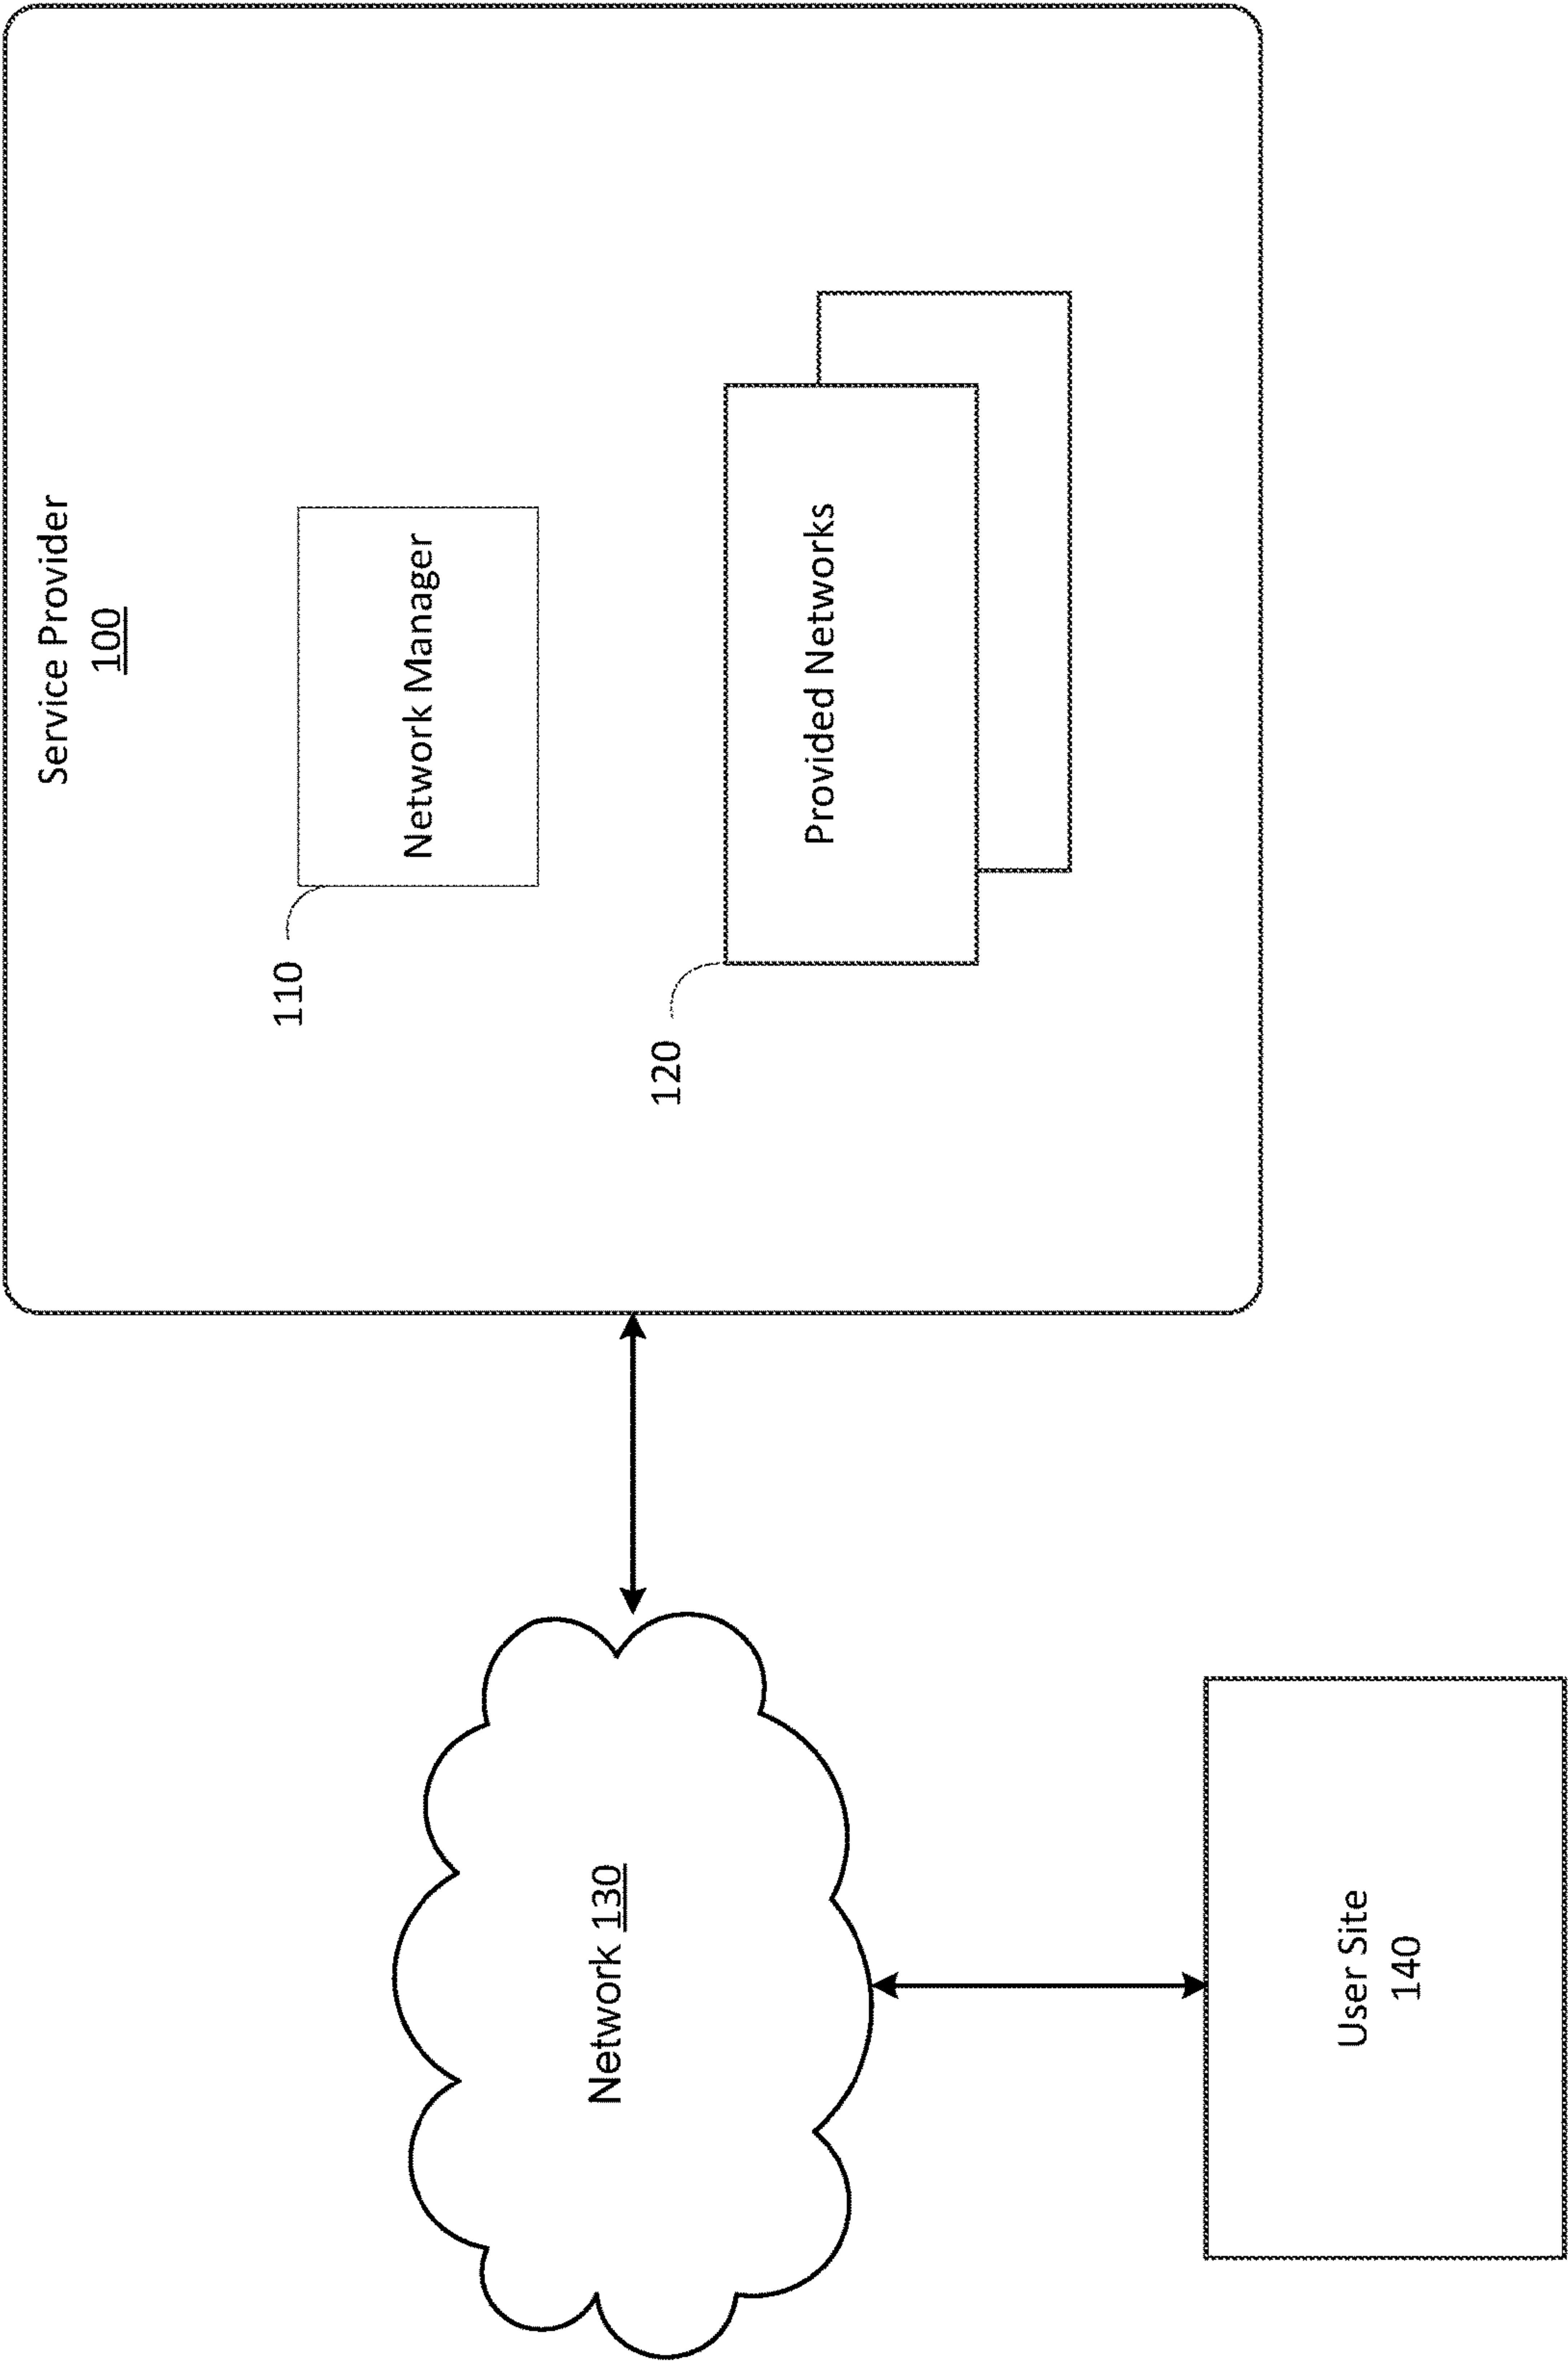 Service Provider
100
110
Network Manager
120
Provided Networks
Network 130
User Site
140